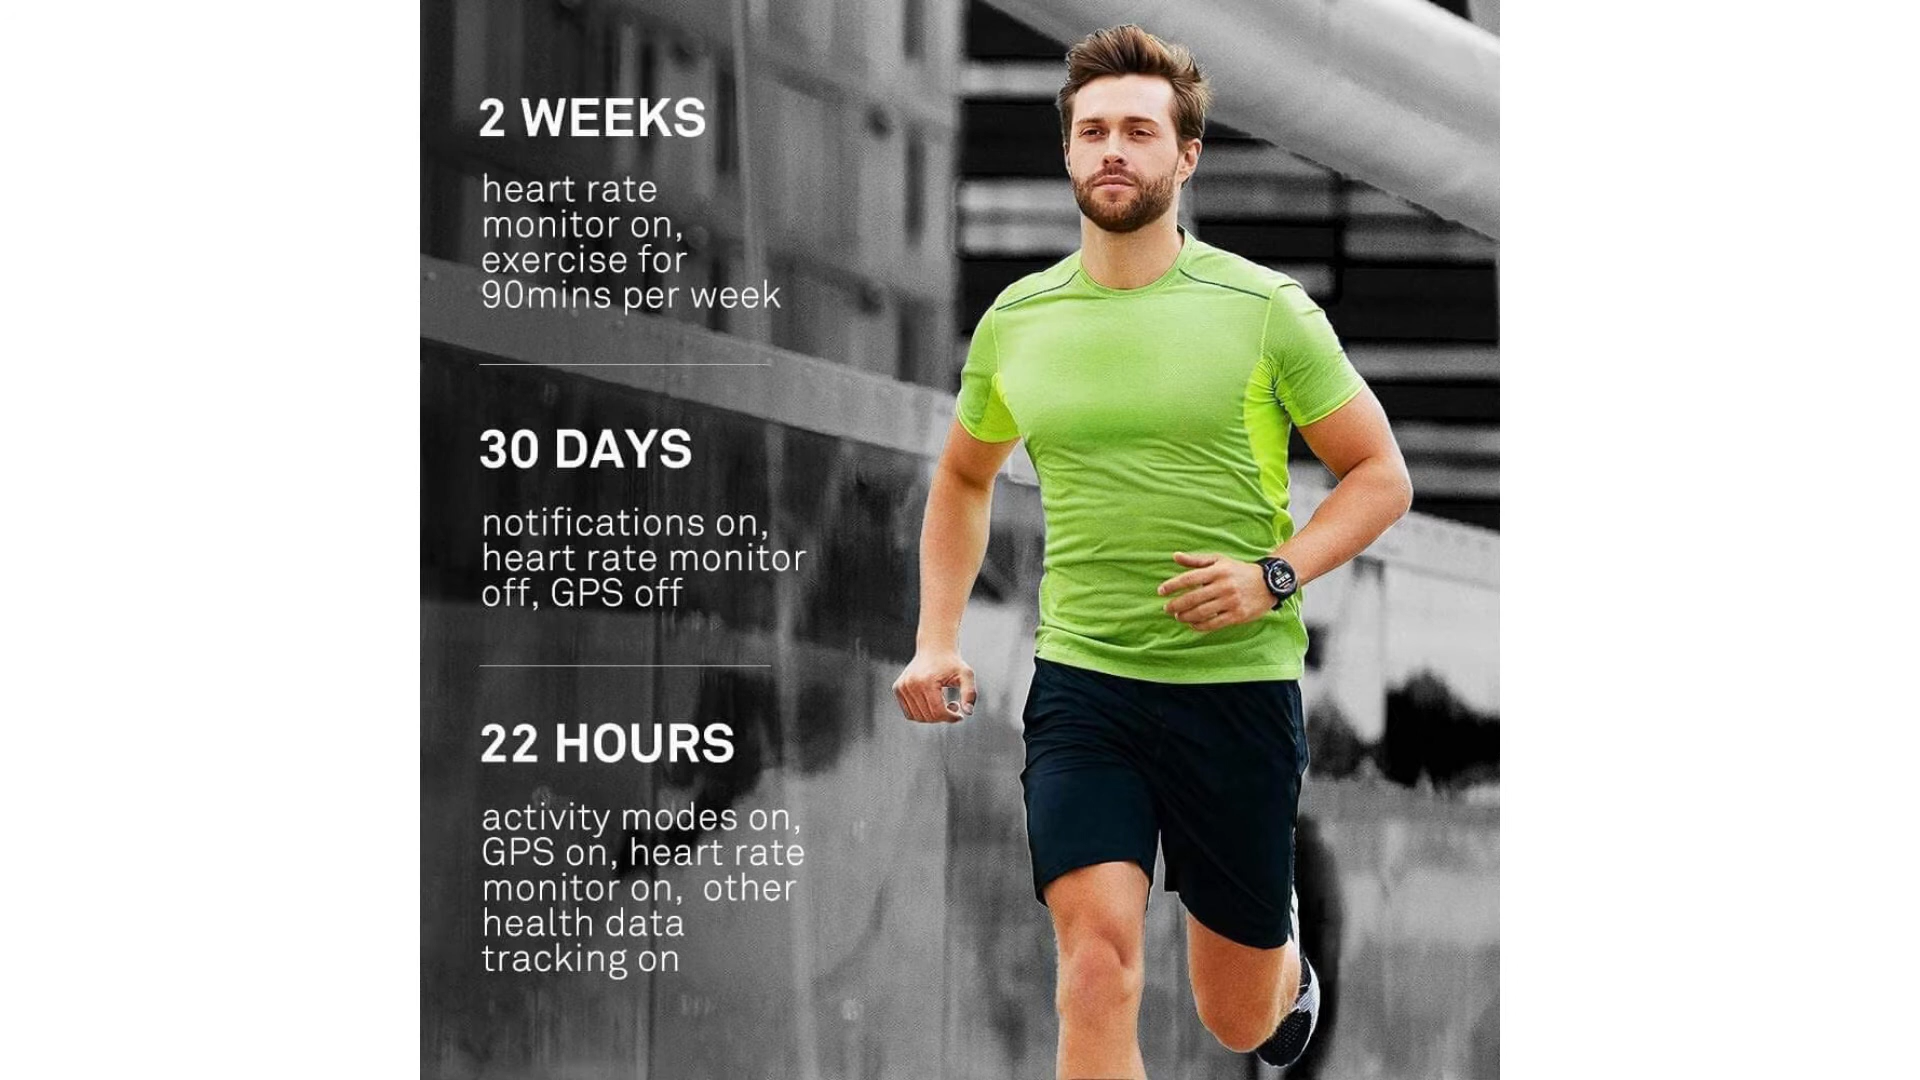 2 WEEKS
heart rate
monitor on,
exercise for
90mins per week
30 DAYS
notifications on,
heart rate monitor
off, GPS off
22 HOURS
activity modes on,
GPS on, heart rate
monitor on, other
health data
tracking on